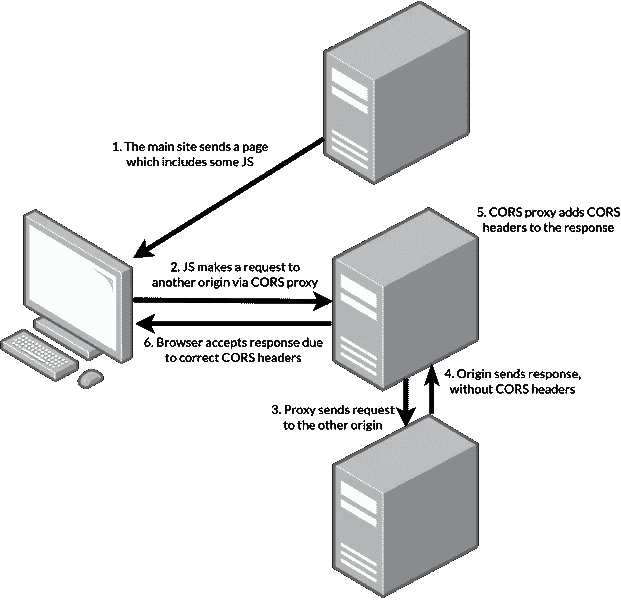 1. The main site sends a page
which includes some JS
5. CORS proxy adds CORS
headers to the response
2. JS makes a request to
another origin via CORS proxy
6. Browser accepts response due
to correct CORS headers
4. Origin sends response,
without CORS headers
3. Proxy sends request
to the other origin